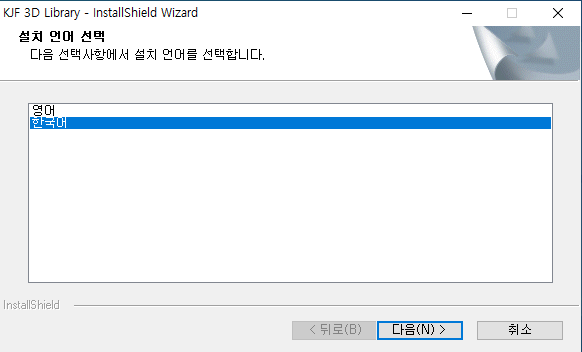 KJF 3D Library - InstallShield Wizard
설치 언어 선택
다음 선택사항에서 설치 언어를 선택합니다.
영어
한국어
InstallShield
< 뒤로(B)
다음(N) >
취소